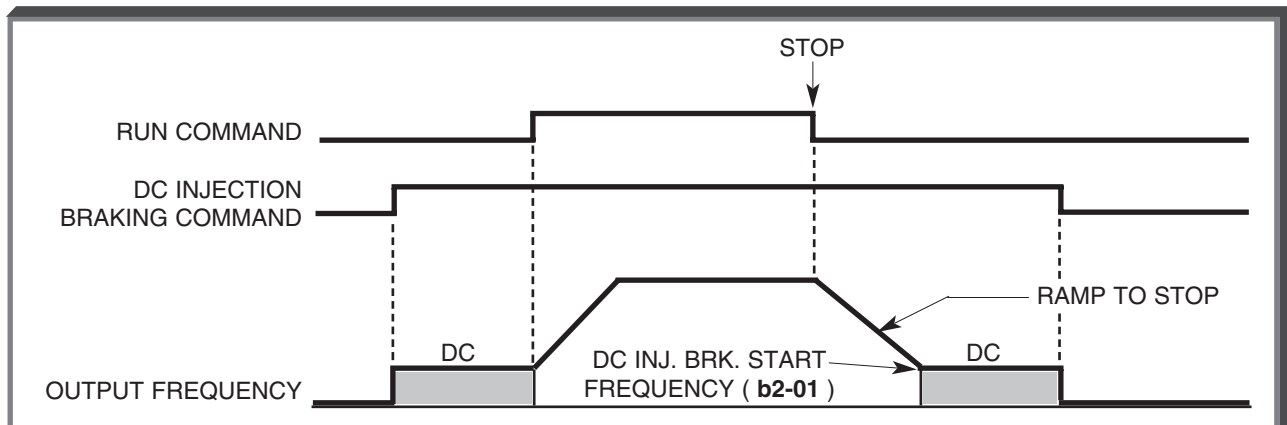 STOP
RUN COMMAND
DC INJECTION
BRAKING COMMAND
RAMP TO STOP
DC
DC INJ. BRK. START
FREQUENCY ( b2-01 )
DC
OUTPUT FREQUENCY